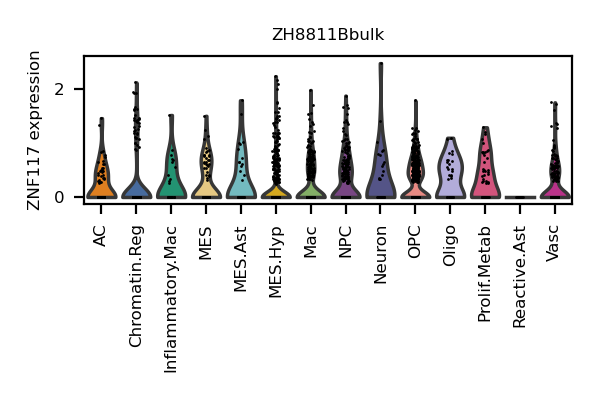 ZH8811Bbulk
ZNF117 expression
2
0
AC
Chromatin.Reg
Inflammatory.Mac
MES
MES.Ast
MES.Hyp
Mac
NPC
Neuron
OPC
Oligo
Prolif.Metab
Reactive.Ast
Vasc